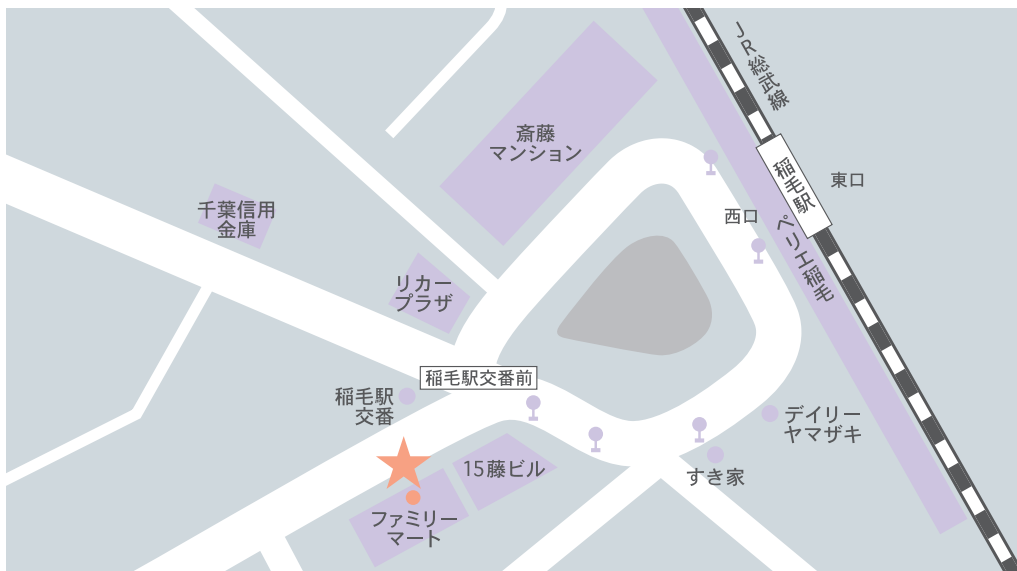 JR総武線
斎藤
マンション
稲毛駅
東口
千葉信用
金庫
西口
ペリエ稲毛
リカー
プラザ
稲毛駅交番前
稲毛駅
交番
デイリー
ヤマザキ
15藤ビル
すき家
ファミリー
マート